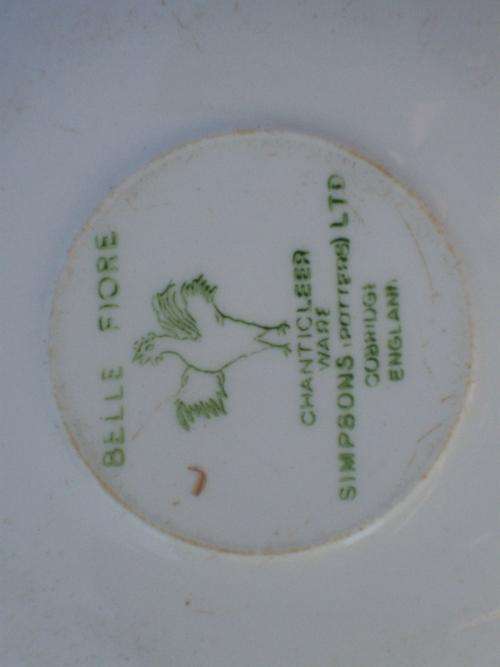 BELLE FIORE
CHANTICLEER
WARE
SIMPSONS (POTTERS) LTD
COBRIDGE
ENGLAND